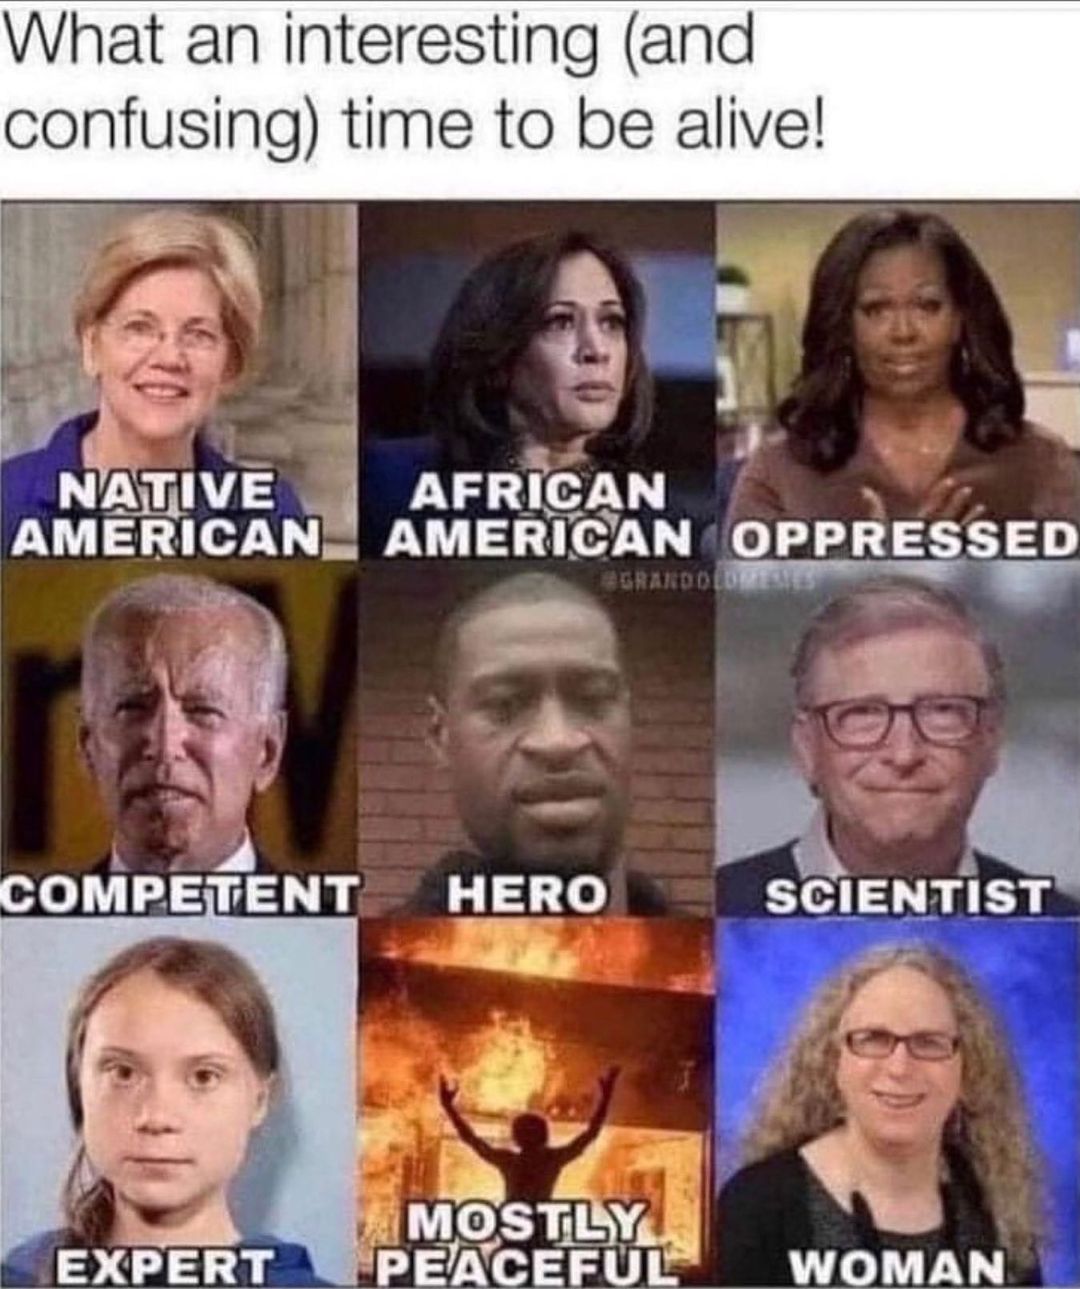 What an interesting (and
confusing) time to be alive!
NATIVE
AMERICAN
AFRICAN
AMERICAN
OPPRESSED
@GRANDOLDMEMES
COMPETENT
HERO
SCIENTIST
EXPERT
MOSTLY
PEACEFUL
WOMAN